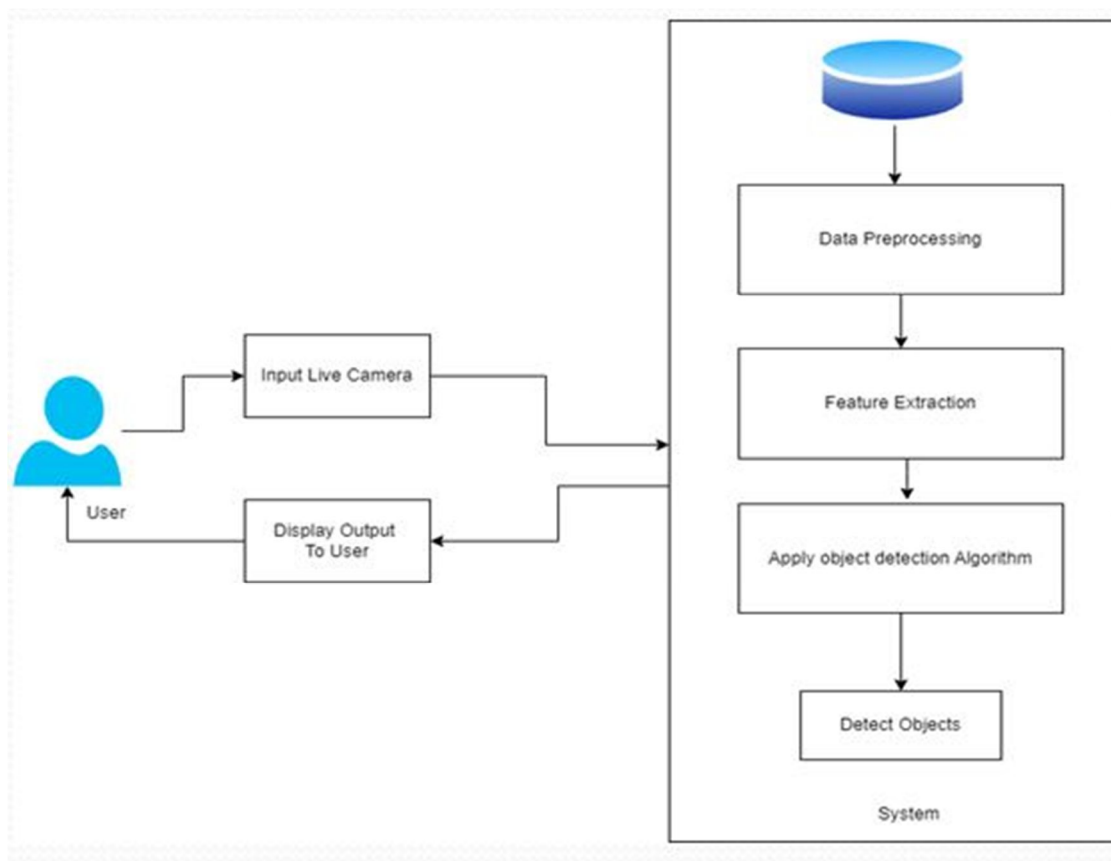 Data Preprocessing
Input Live Camera
Feature Extraction
User
Display Output
To User
Apply object detection Algorithm
Detect Objects
System